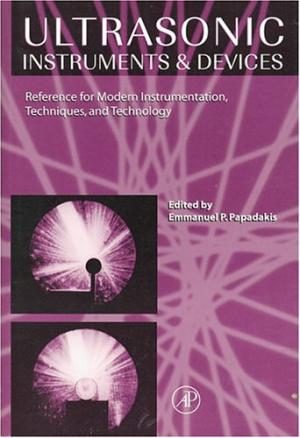 ULTRASONIC
INSTRUMENTS & DEVICES
Reference for Modern Instrumentation,
Techniques, and Technology
Edited by
Emmanuel P. Papadakis
AP